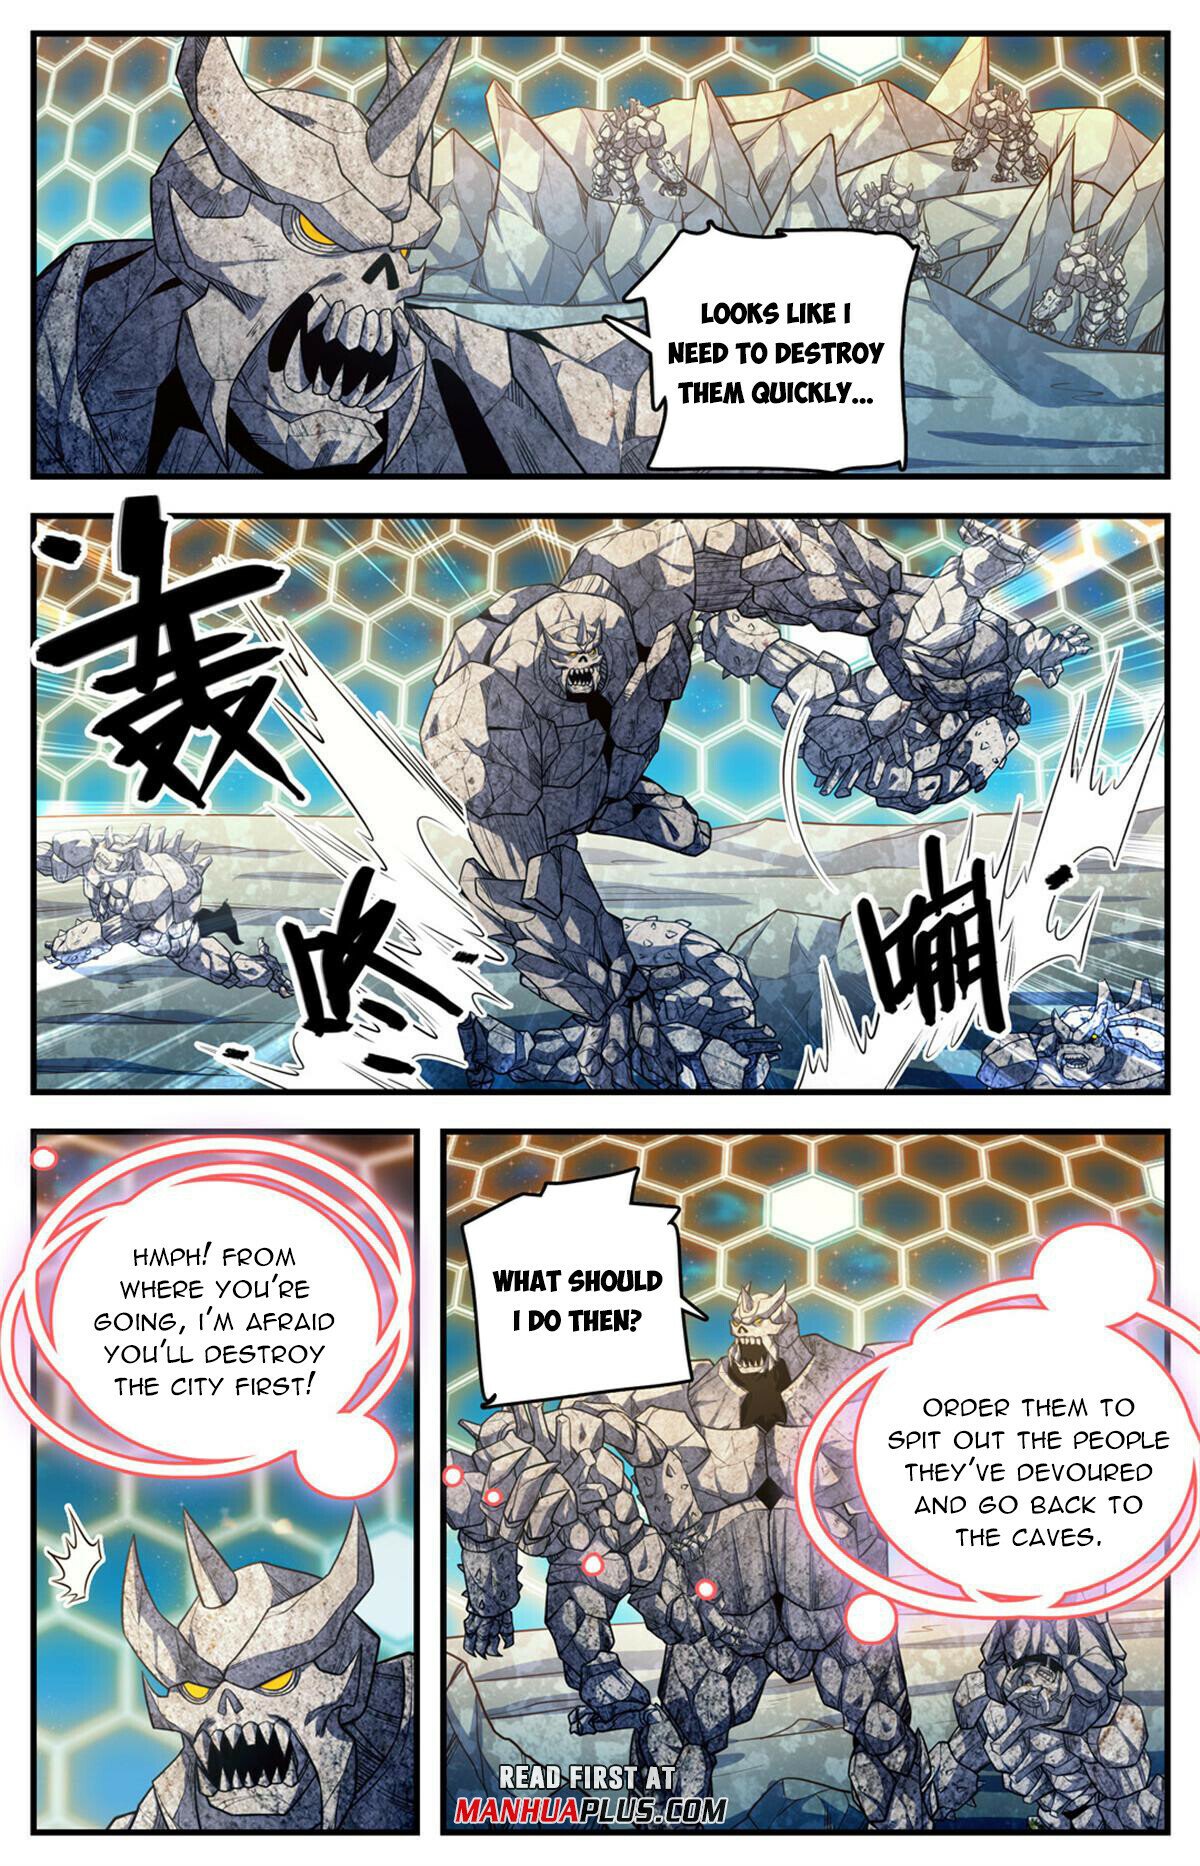 LOOKS LIKE I
NEED TO DESTROY
THEM QUICKLY...
轰
咚
嘣
HMPH! FROM
WHERE YOU'RE
GOING, I'M AFRAID
YOU'LL DESTROY
THE CITY FIRST!
WHAT SHOULD
I DO THEN?
ORDER THEM TO
SPIT OUT THE PEOPLE
THEY'VE DEVOURED
AND GO BACK TO
THE CAVES.
READ FIRST AT
MANHUAPLUS.COM